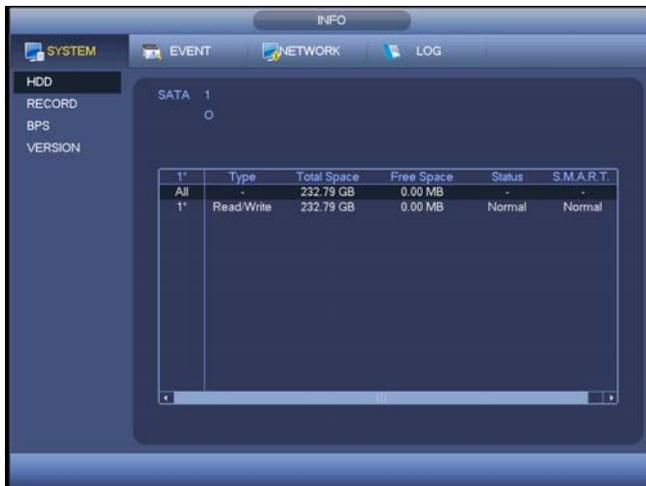 INFO
SYSTEM EVENT NETWORK LOG
HDD
RECORD
BPS
VERSION
SATA 1
O
1* Type Total Space Free Space Status S.M.A.R.T.
All - 232.79 GB 0.00 MB - -
1* Read/Write 232.79 GB 0.00 MB Normal Normal